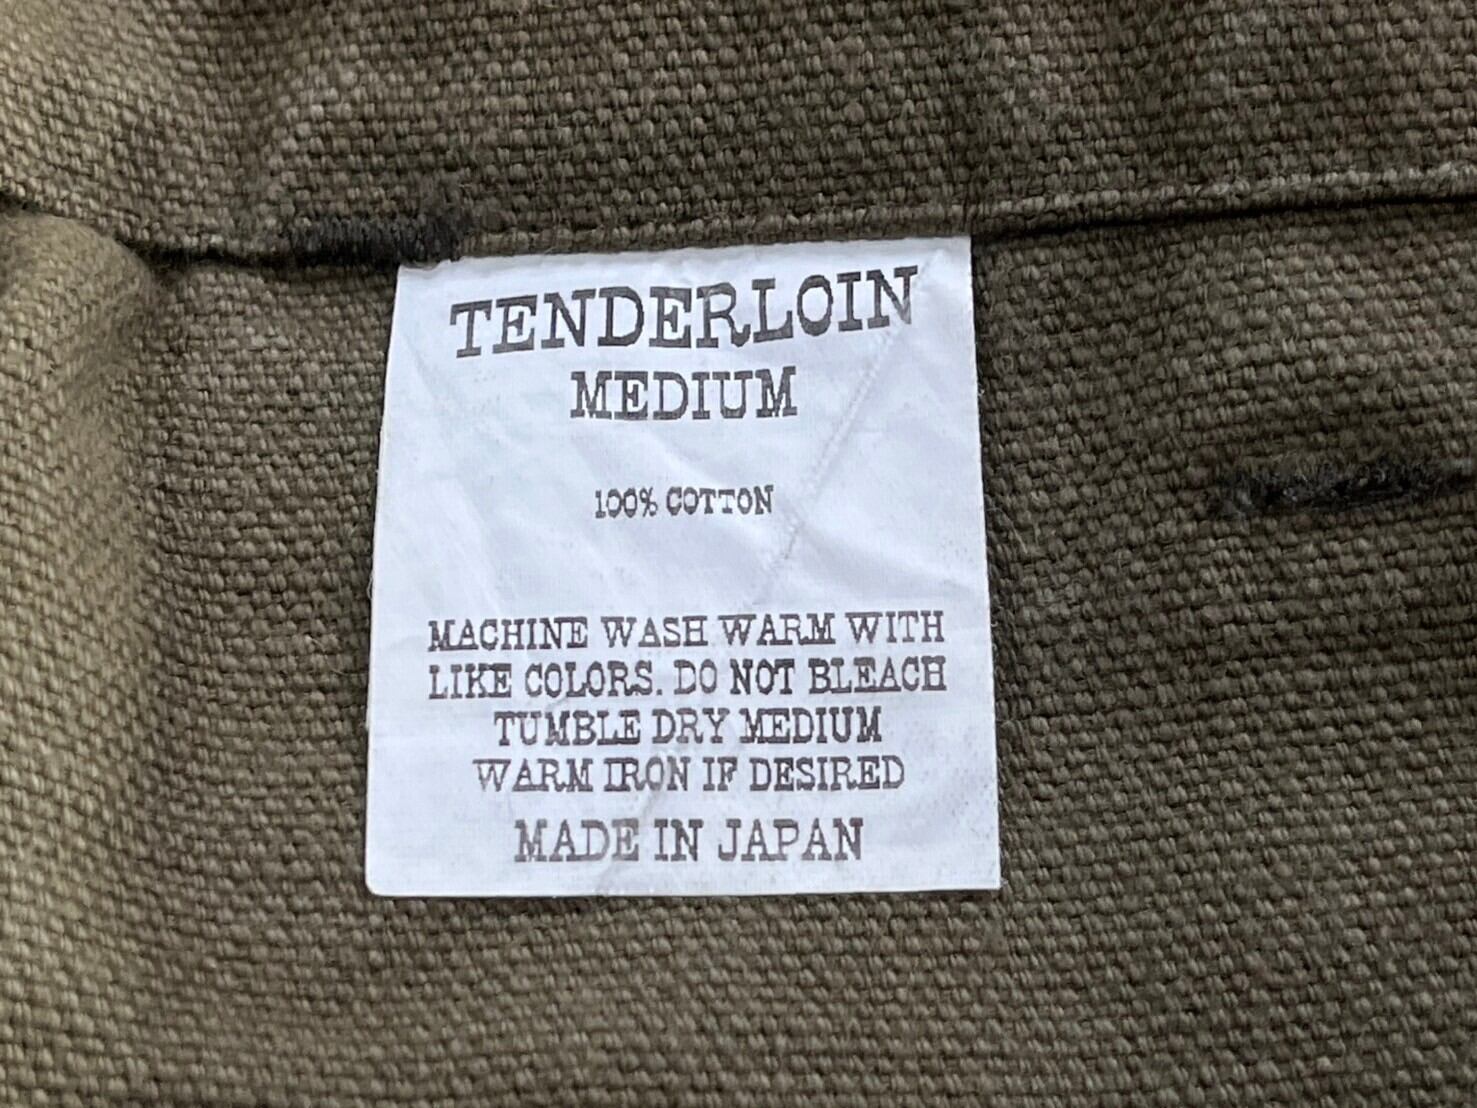 TENDERLOIN
MEDIUM
100% COTTON
MACHINE WASH WARM WITH
LIKE COLORS. DO NOT BLEACH
TUMBLE DRY MEDIUM
WARM IRON IF DESIRED
MADE IN JAPAN